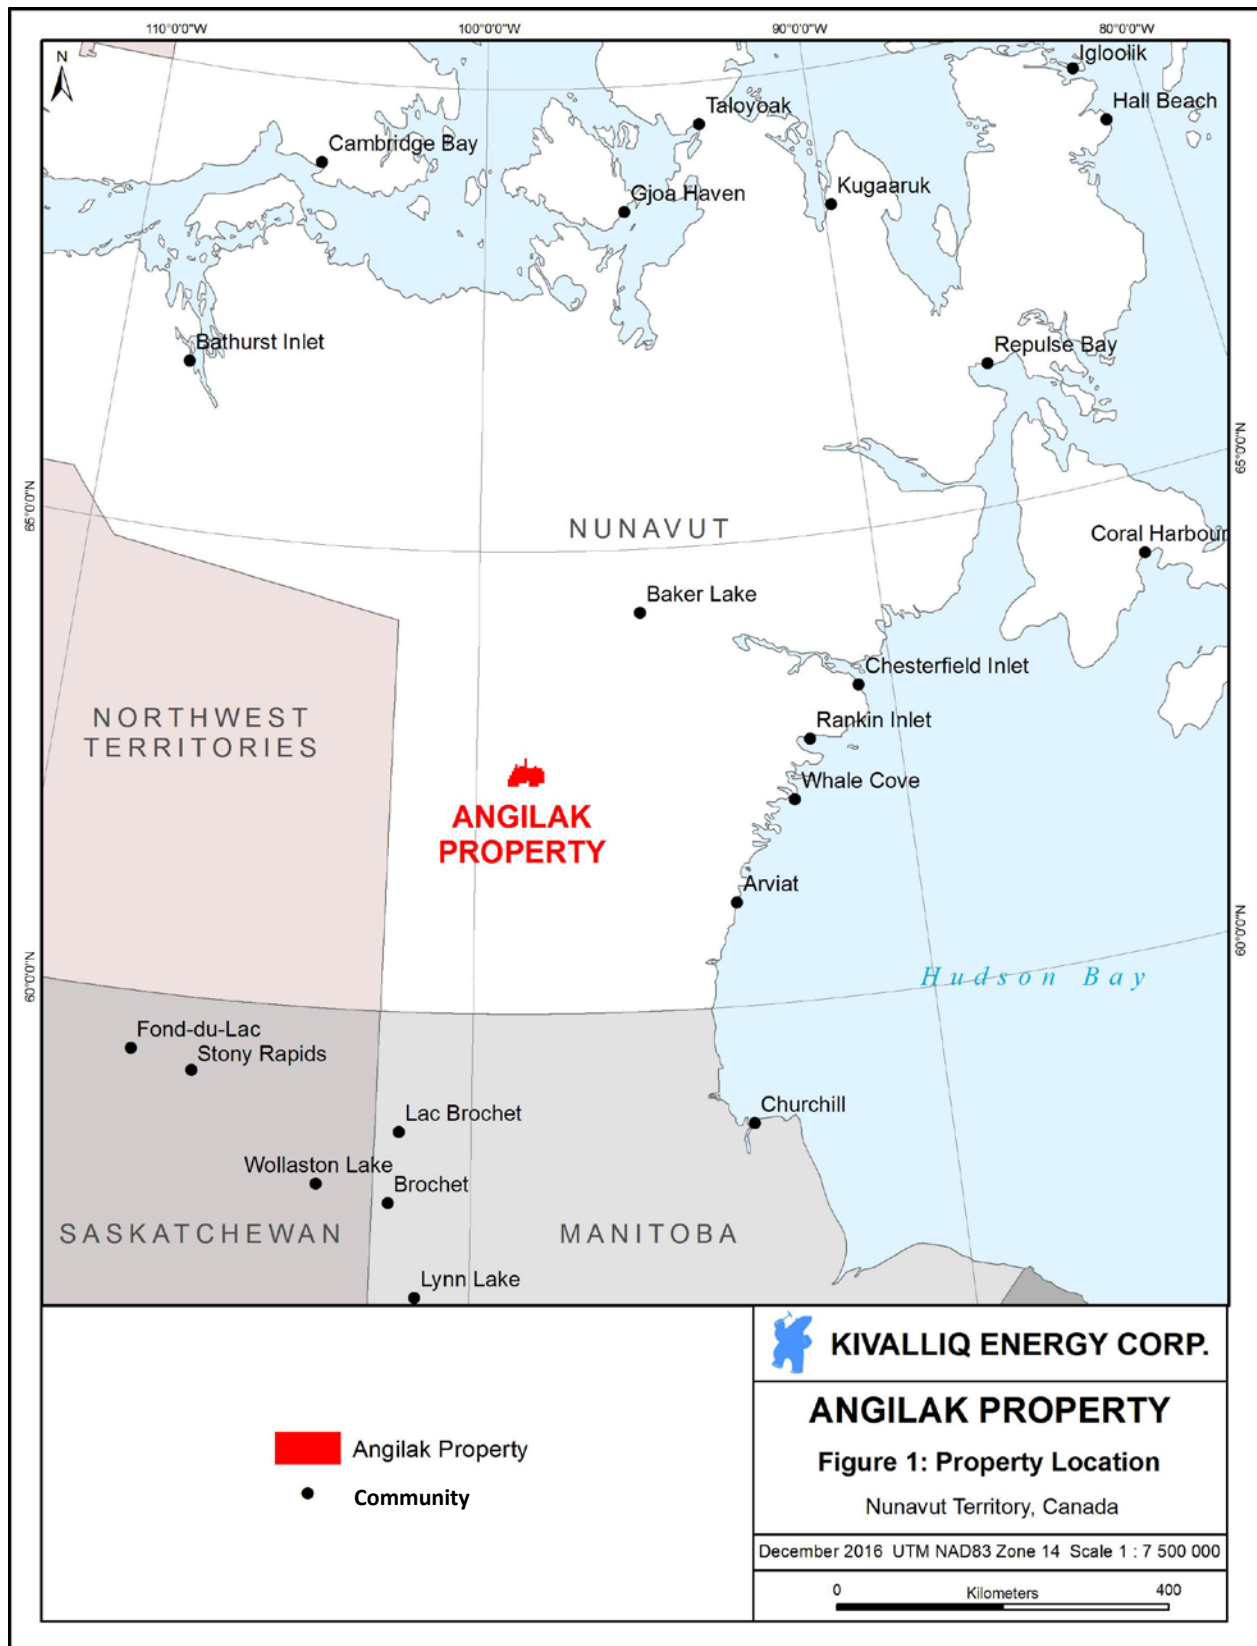 110°0'0"W
100°0'0"W
90°0'0"W
80°0'0"W
N
Igloolik
Hall Beach
Taloyoak
Cambridge Bay
Kugaaruk
Gjoa Haven
Bathurst Inlet
Repulse Bay
65°0'0"N
65°0'0"N
NUNAVUT
Coral Harbour
Baker Lake
Chesterfield Inlet
NORTHWEST
TERRITORIES
Rankin Inlet
Whale Cove
ANGILAK
PROPERTY
Arviat
60°0'0"N
60°0'0"N
Hudson Bay
Fond-du-Lac
Stony Rapids
Churchill
Lac Brochet
Wollaston Lake
Brochet
SASKATCHEWAN
MANITOBA
Lynn Lake
KIVALLIQ ENERGY CORP.
ANGILAK PROPERTY
Figure 1: Property Location
Nunavut Territory, Canada
December 2016 UTM NAD83 Zone 14 Scale 1 : 7 500 000
0 Kilometers 400
Angilak Property
Community